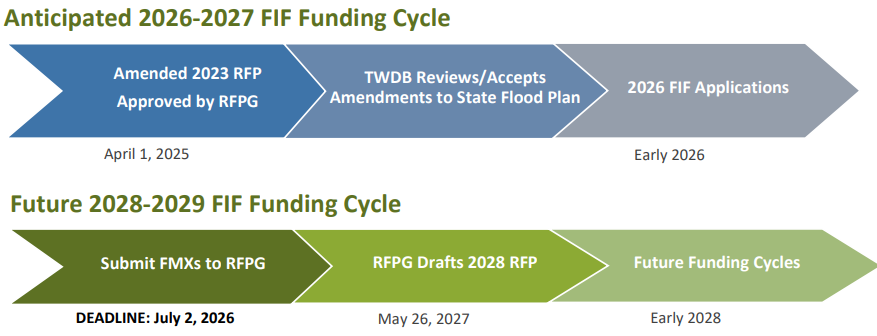 Anticipated 2026-2027 FIF Funding Cycle
Amended 2023 RFP
Approved by RFPG
TWDB Reviews/Accepts
Amendments to State Flood Plan
2026 FIF Applications
April 1, 2025
Early 2026
Future 2028-2029 FIF Funding Cycle
Submit FMXs to RFPG
RFPG Drafts 2028 RFP
Future Funding Cycles
DEADLINE: July 2, 2026
May 26, 2027
Early 2028